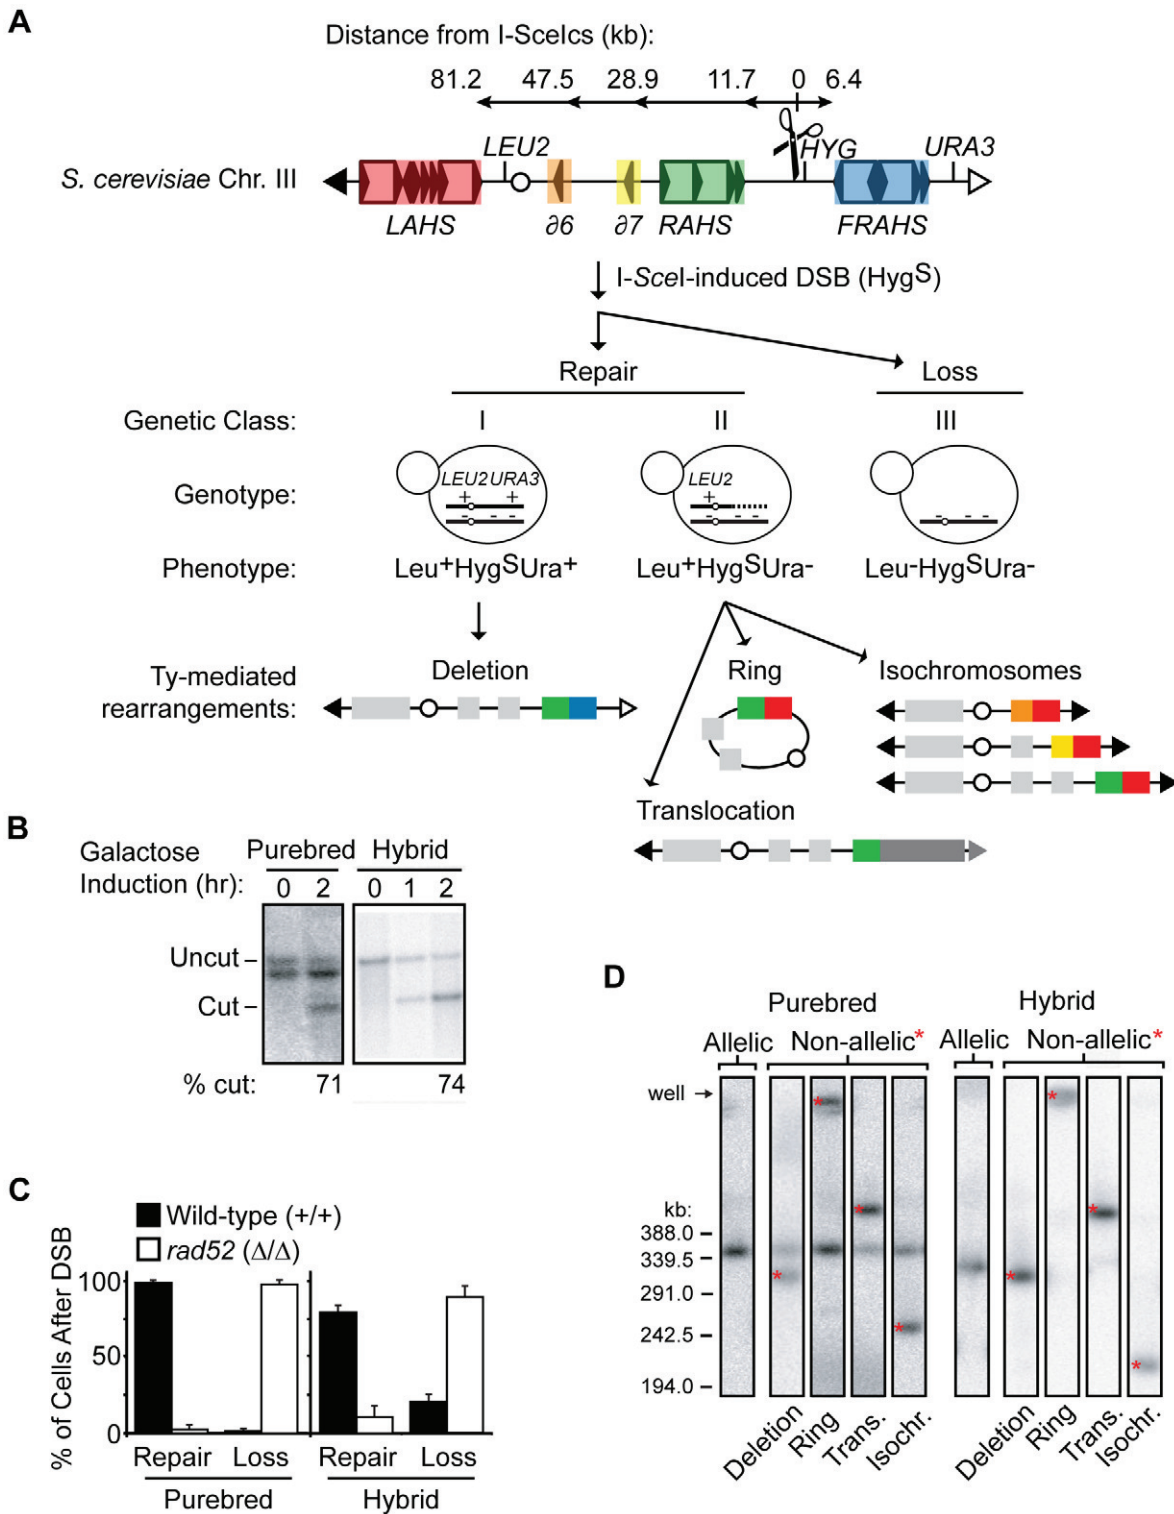 A
Distance from I-SceIcs (kb):
81.2 47.5 28.9 11.7 0 6.4
LEU2 HYG URA3
S. cerevisiae Chr. III
LAHS ∂6 ∂7 RAHS FRAHS
I-SceI-induced DSB (HygS)
Repair Loss
Genetic Class: I II III
Genotype: LEU2 URA3 LEU2
+ + +
- - - - - - - - -
Phenotype: Leu+HygSUra+ Leu+HygSUra- Leu-HygSUra-
Ty-mediated
rearrangements:
Deletion Ring Isochromosomes
Translocation
B
Galactose
Induction (hr):
Purebred Hybrid
0 2 0 1 2
Uncut
Cut
% cut: 71 74
C
Wild-type (+/+)
rad52 (Δ/Δ)
% of Cells After DSB
100
50
0
Repair Loss Repair Loss
Purebred Hybrid
D
Purebred Hybrid
Allelic Non-allelic* Allelic Non-allelic*
well
kb:
388.0
339.5
291.0
242.5
194.0
* * * * * * * *
Deletion Ring Trans. Isochr. Deletion Ring Trans. Isochr.